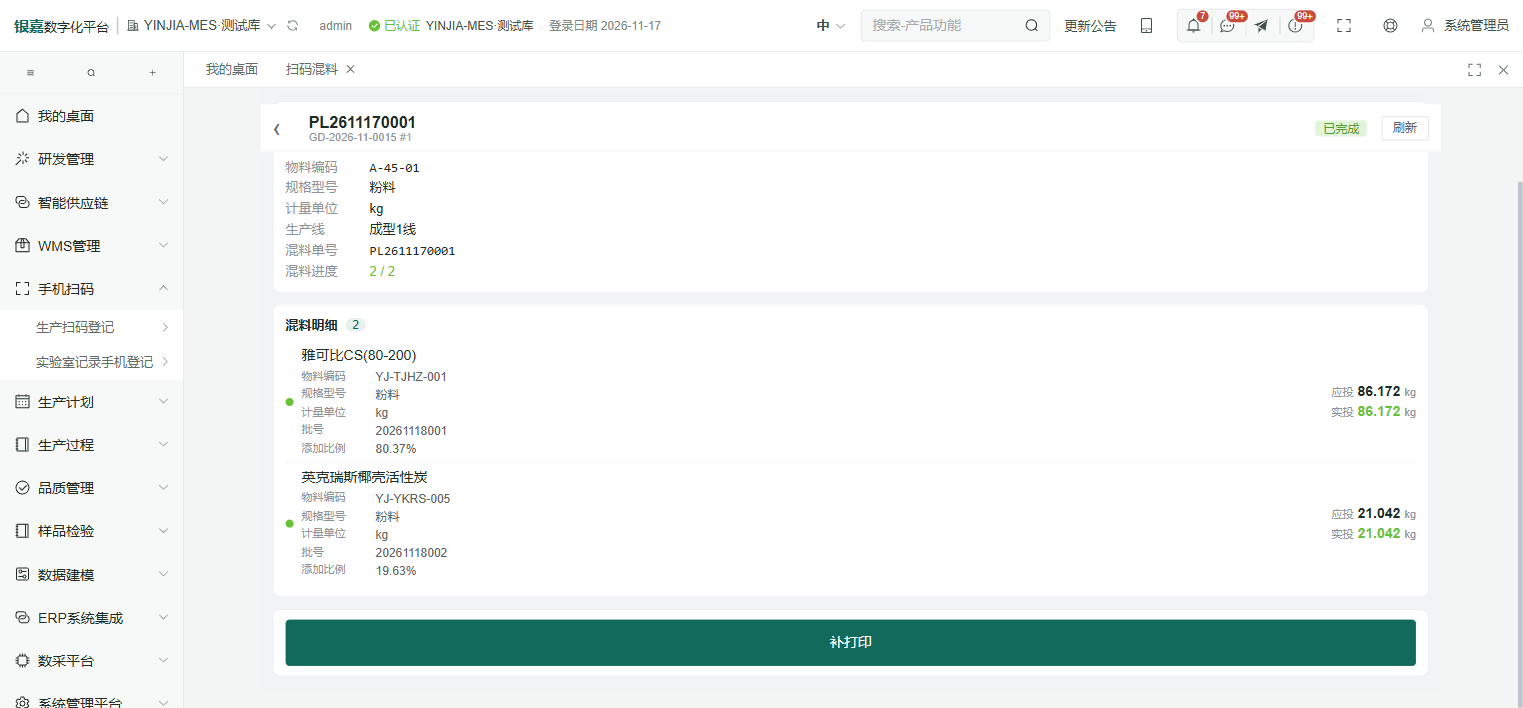 银嘉数字化平台 YINJIA-MES·测试库 admin 已认证 YINJIA-MES·测试库 登录日期 2026-11-17 中 搜索-产品功能 更新公告 7 99+ 99+ 系统管理员
我的桌面 扫码混料
我的桌面
研发管理
智能供应链
WMS管理
手机扫码
生产扫码登记
实验室记录手机登记
生产计划
生产过程
品质管理
样品检验
数据建模
ERP系统集成
数采平台
系统管理平台
PL2611170001
GD-2026-11-0015 #1
已完成 刷新
物料编码 A-45-01
规格型号 粉料
计量单位 kg
生产线 成型1线
混料单号 PL2611170001
混料进度 2 / 2
混料明细 2
雅可比CS(80-200)
物料编码 YJ-TJHZ-001
规格型号 粉料
计量单位 kg
批号 20261118001
添加比例 80.37%
应投 86.172 kg
实投 86.172 kg
英克瑞斯椰壳活性炭
物料编码 YJ-YKRS-005
规格型号 粉料
计量单位 kg
批号 20261118002
添加比例 19.63%
应投 21.042 kg
实投 21.042 kg
补打印